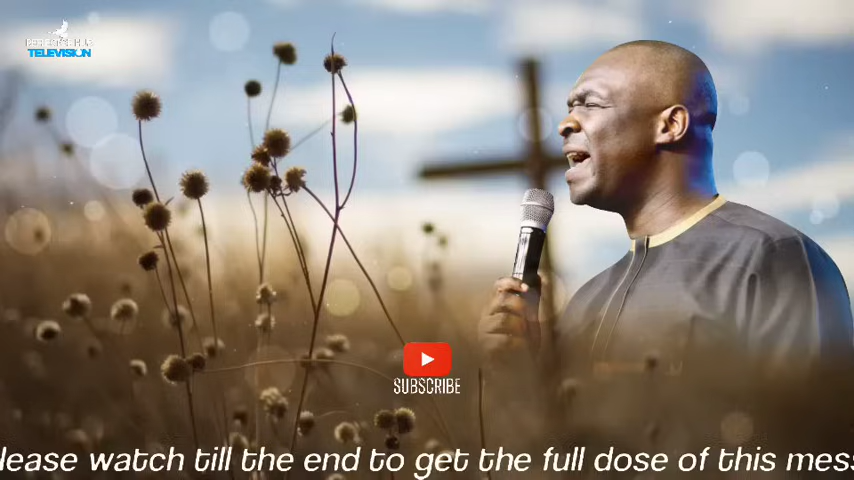 TELEVISION
SUBSCRIBE
lease watch till the end to get the full dose of this mess